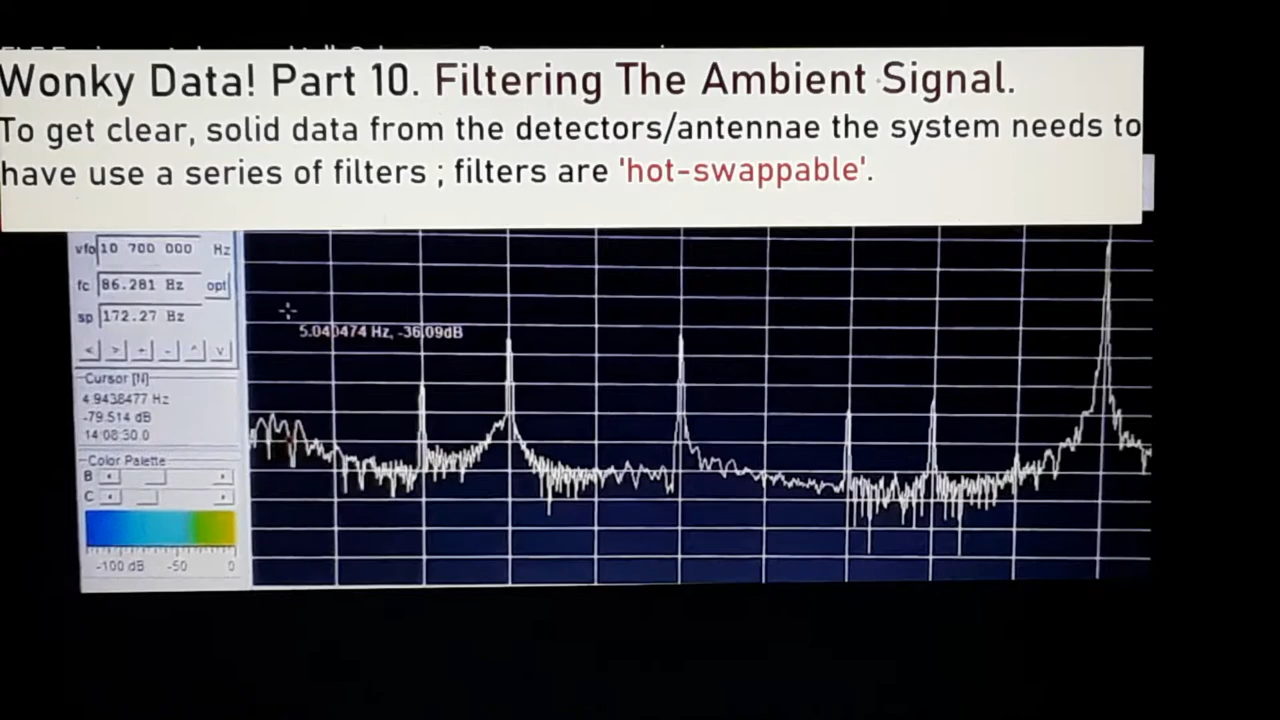 Wonky Data! Part 10. Filtering The Ambient Signal.
To get clear, solid data from the detectors/antennae the system needs to
have use a series of filters ; filters are 'hot-swappable'.
vfo 10 700 000 Hz
fc 86.281 Hz opt
sp 172.27 Hz
5.040474 Hz, -36.09dB
< > + - ^ v
Cursor [N]
4.9438477 Hz
-79.514 dB
14:08:30.0
Color Palette
B
C
-100 dB -50 0